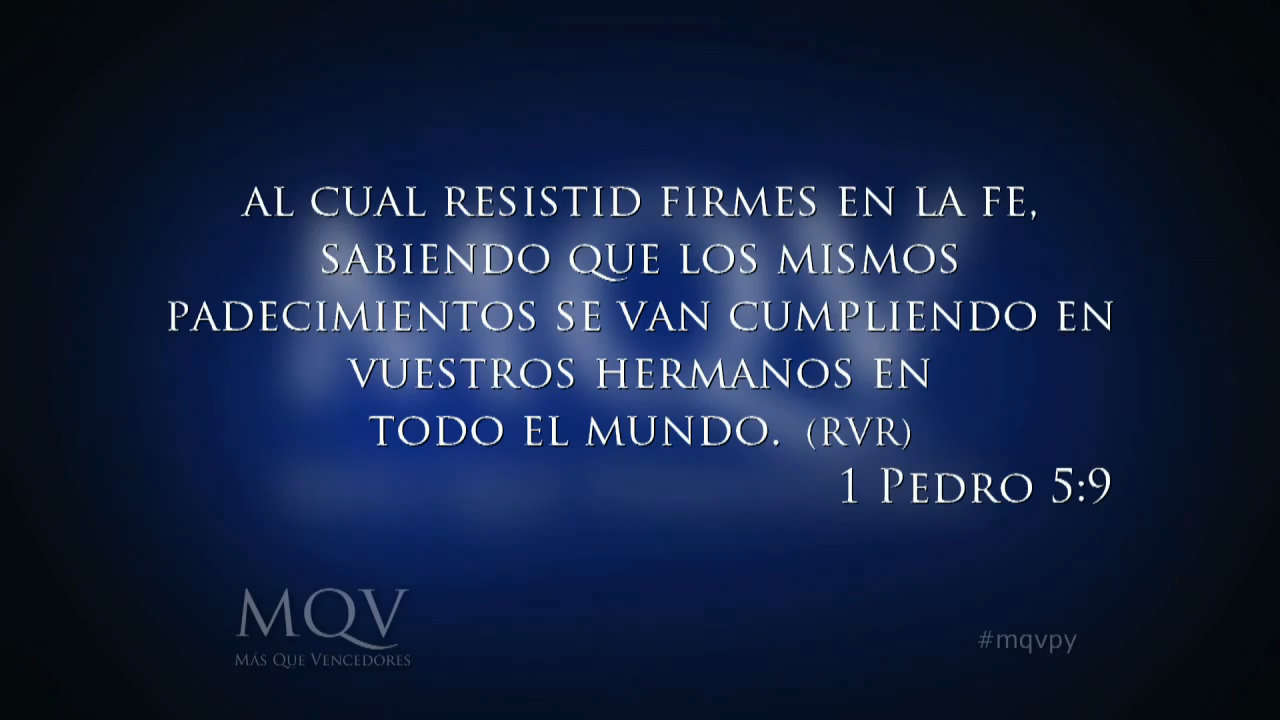 AL CUAL RESISTID FIRMES EN LA FE,
SABIENDO QUE LOS MISMOS
PADECIMIENTOS SE VAN CUMPLIENDO EN
VUESTROS HERMANOS EN
TODO EL MUNDO. (RVR)
1 PEDRO 5:9
MQV
MÁS QUE VENCEDORES
#mqvpy